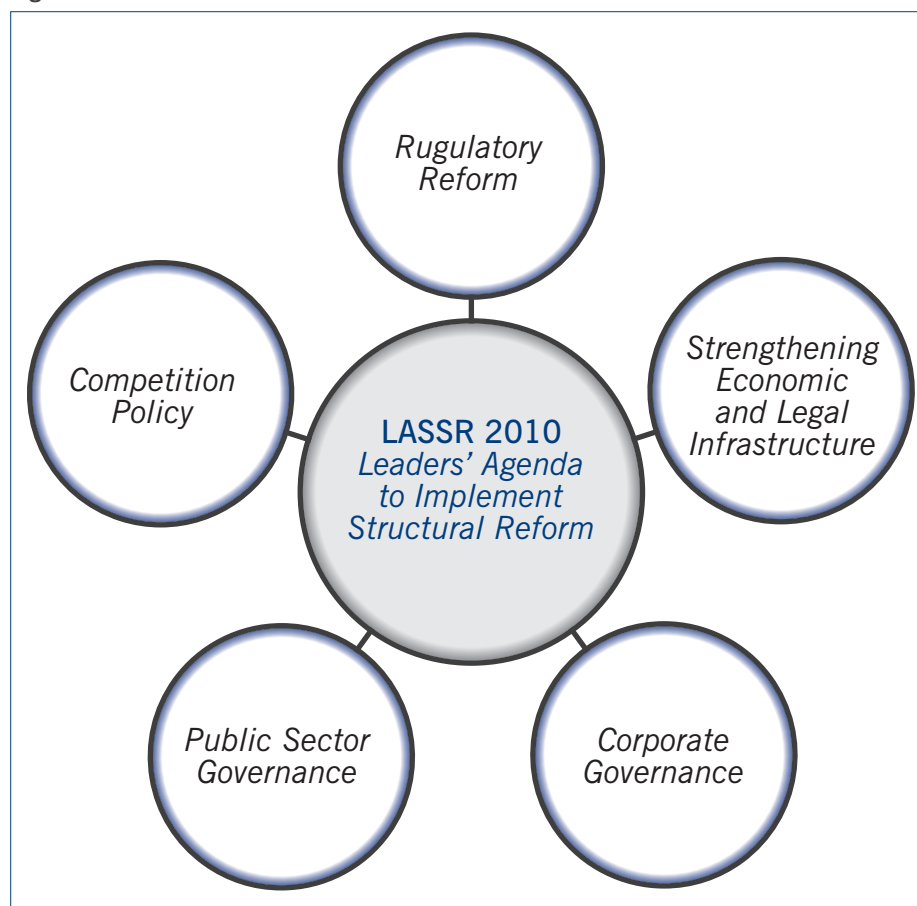 Rugulatory
Reform
Competition
Policy
Strengthening
Economic
and Legal
Infrastructure
LASSR 2010
Leaders’ Agenda
to Implement
Structural Reform
Public Sector
Governance
Corporate
Governance